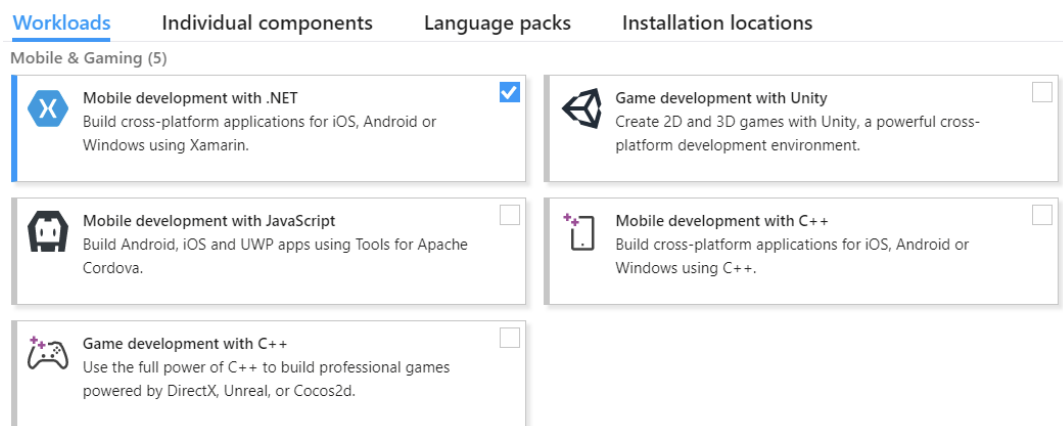 Workloads Individual components Language packs Installation locations
Mobile & Gaming (5)
Mobile development with .NET
Build cross-platform applications for iOS, Android or
Windows using Xamarin.
Game development with Unity
Create 2D and 3D games with Unity, a powerful cross-
platform development environment.
Mobile development with JavaScript
Build Android, iOS and UWP apps using Tools for Apache
Cordova.
Mobile development with C++
Build cross-platform applications for iOS, Android or
Windows using C++.
Game development with C++
Use the full power of C++ to build professional games
powered by DirectX, Unreal, or Cocos2d.